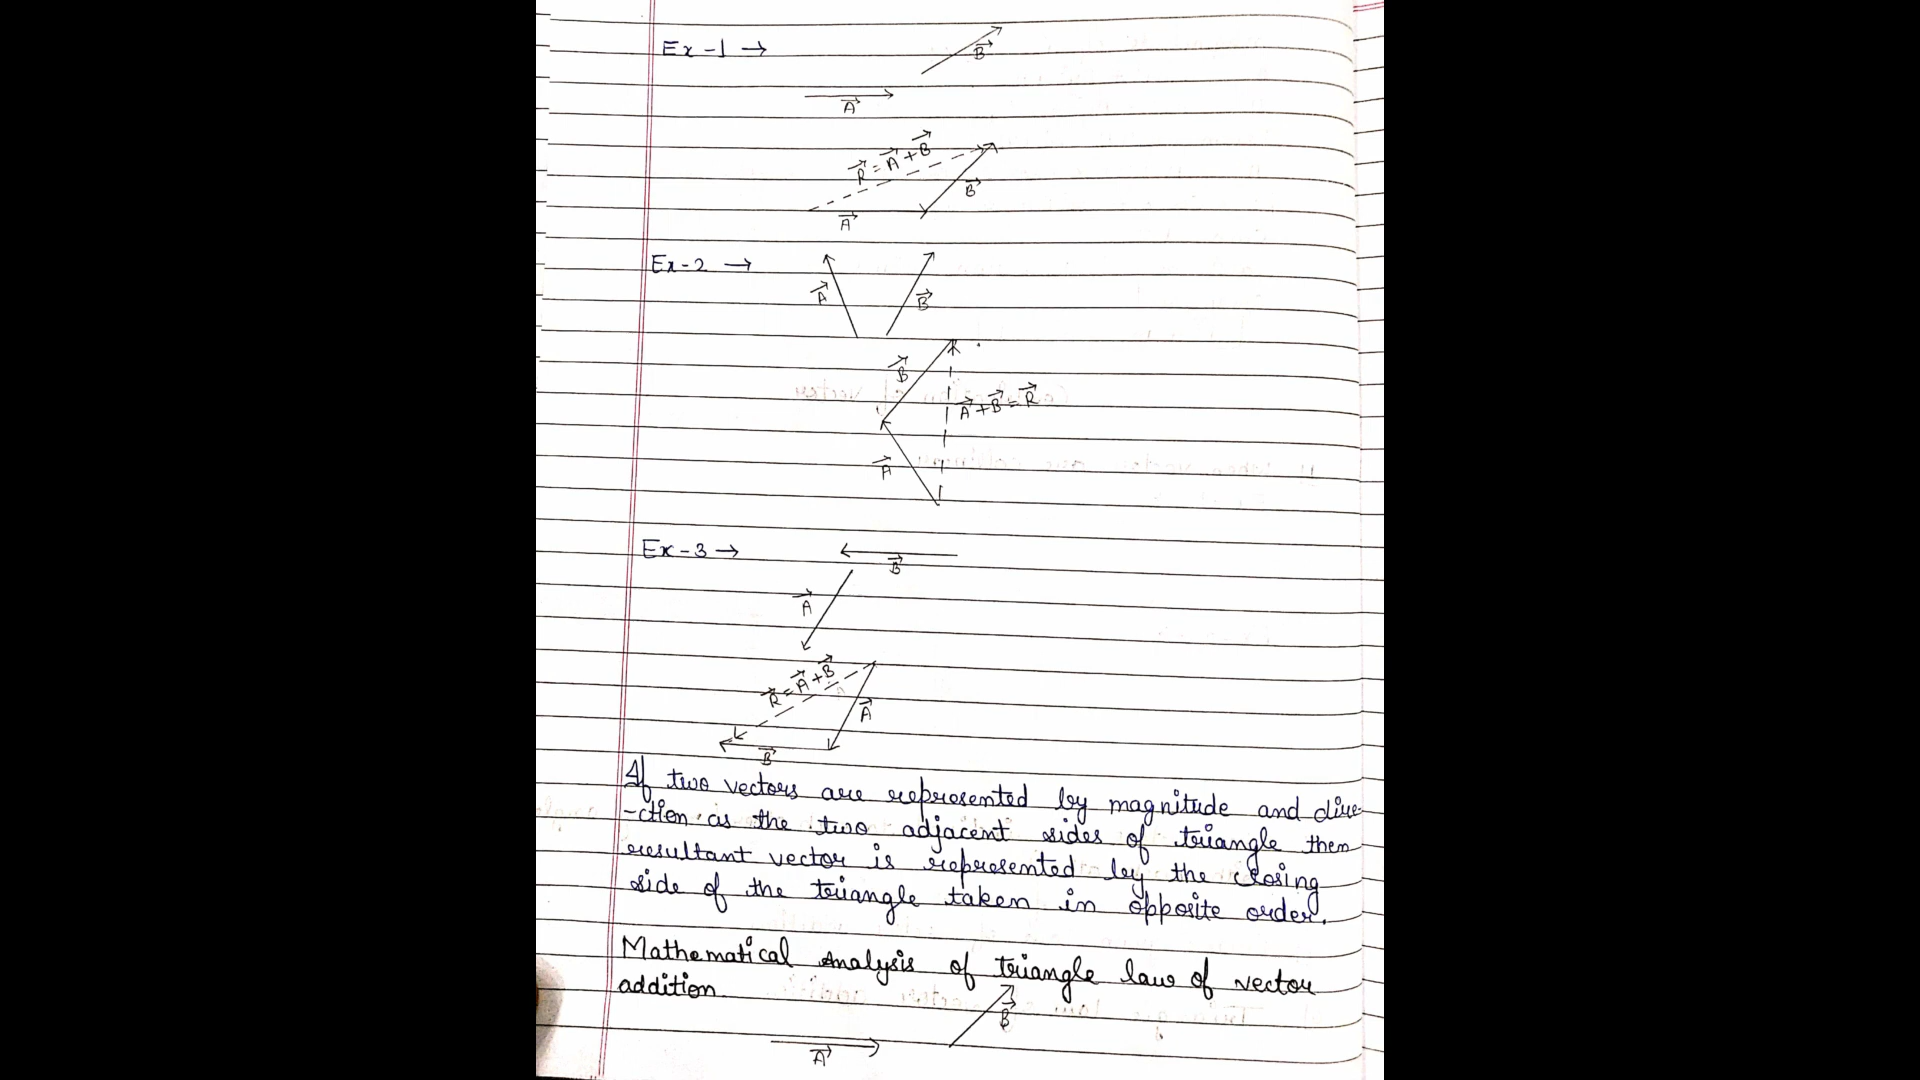 Ex-1 →
B⃗
A⃗
R⃗ = A⃗ + B⃗
B⃗
A⃗
Ex-2 →
A⃗
B⃗
B⃗
A⃗ + B⃗ = R⃗
A⃗
Ex-3 →
B⃗
A⃗
R⃗ = A⃗ + B⃗
A⃗
B⃗
If two vectors are represented by magnitude and dire
-ction as the two adjacent sides of triangle then
resultant vector is represented by the closing
side of the triangle taken in opposite order.
Mathematical Analysis of triangle law of vector
addition
B⃗
A⃗